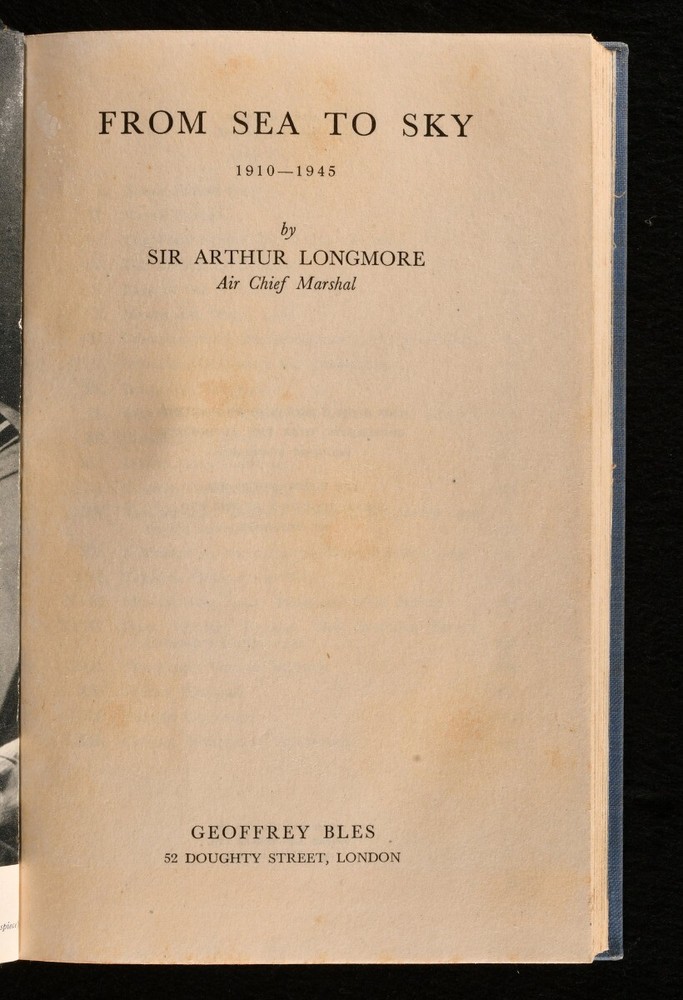 FROM SEA TO SKY
1910—1945
by
SIR ARTHUR LONGMORE
Air Chief Marshal
GEOFFREY BLES
52 DOUGHTY STREET, LONDON